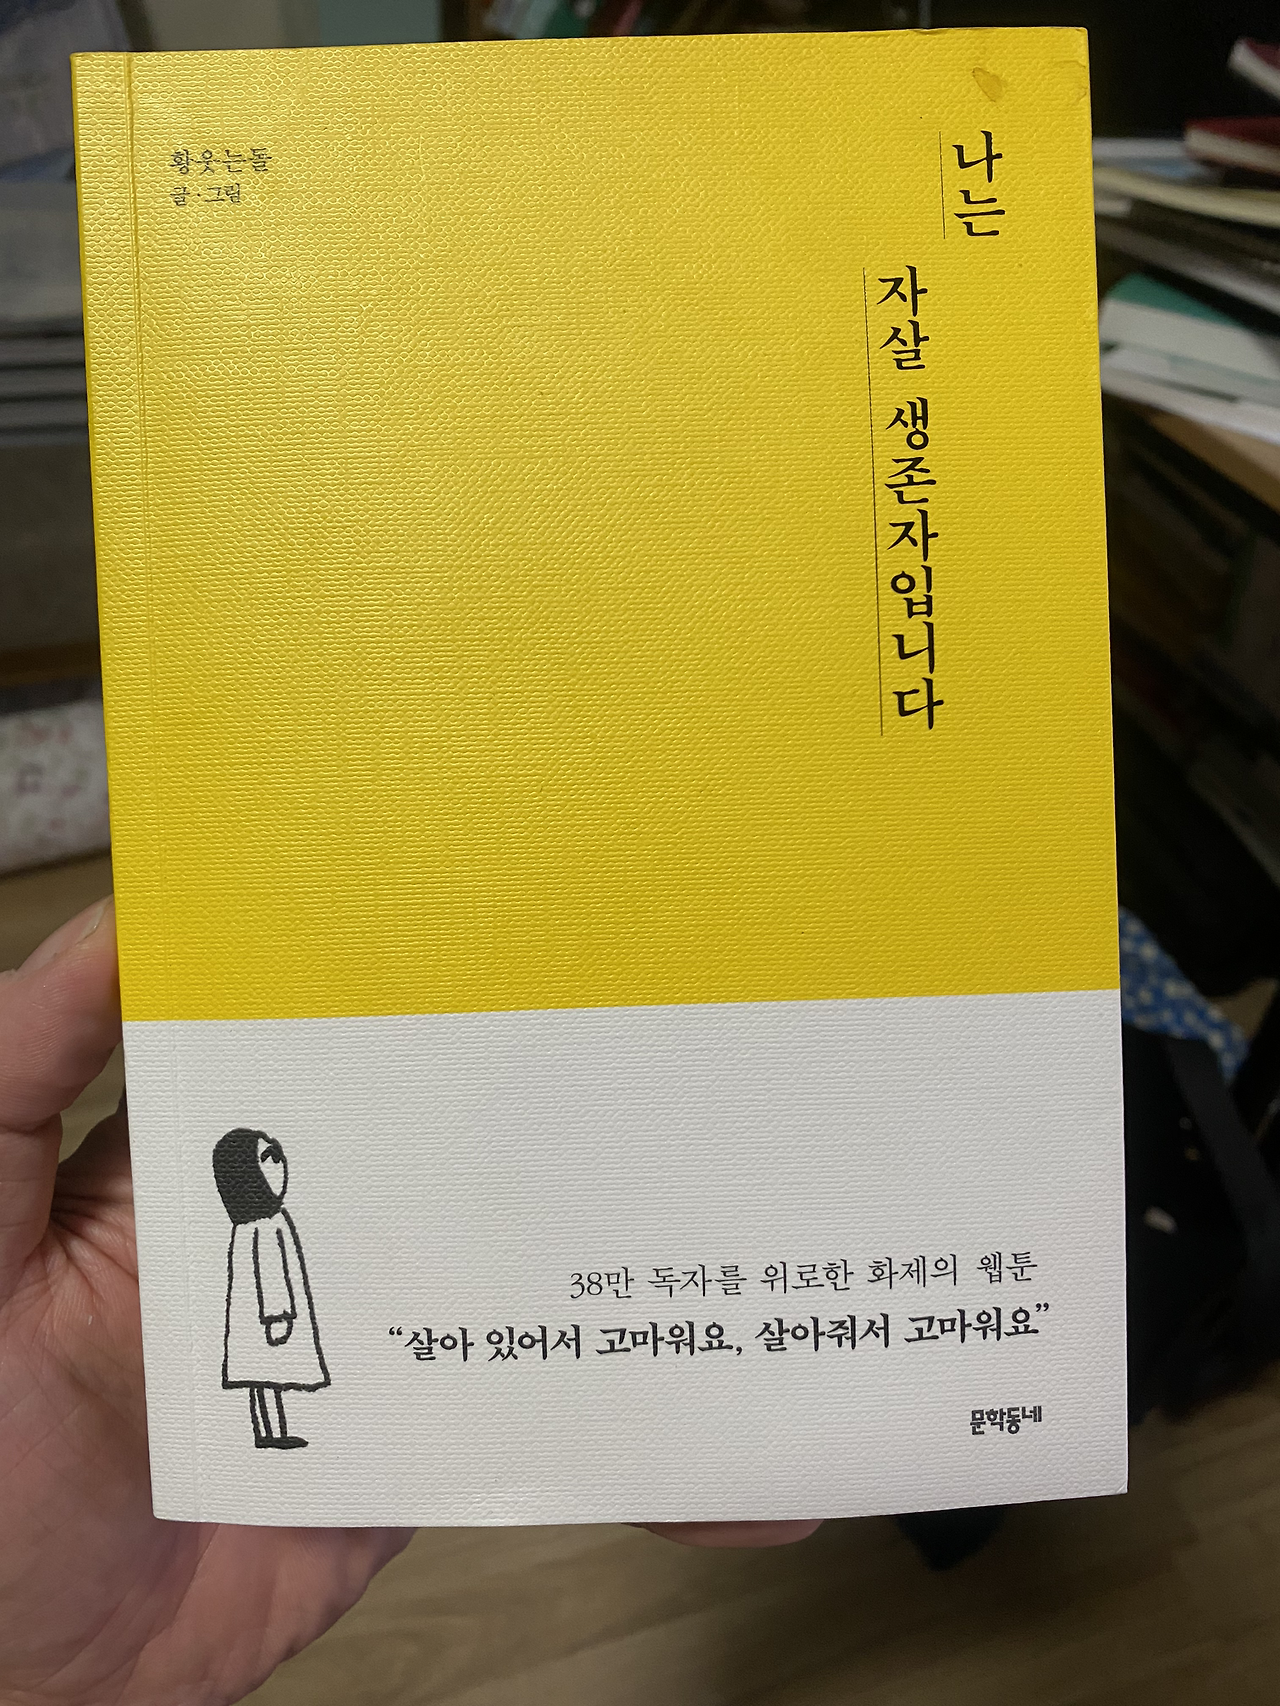 황웃는돌
글·그림
나는
자살 생존자입니다
38만 독자를 위로한 화제의 웹툰
“살아 있어서 고마워요, 살아줘서 고마워요”
문학동네